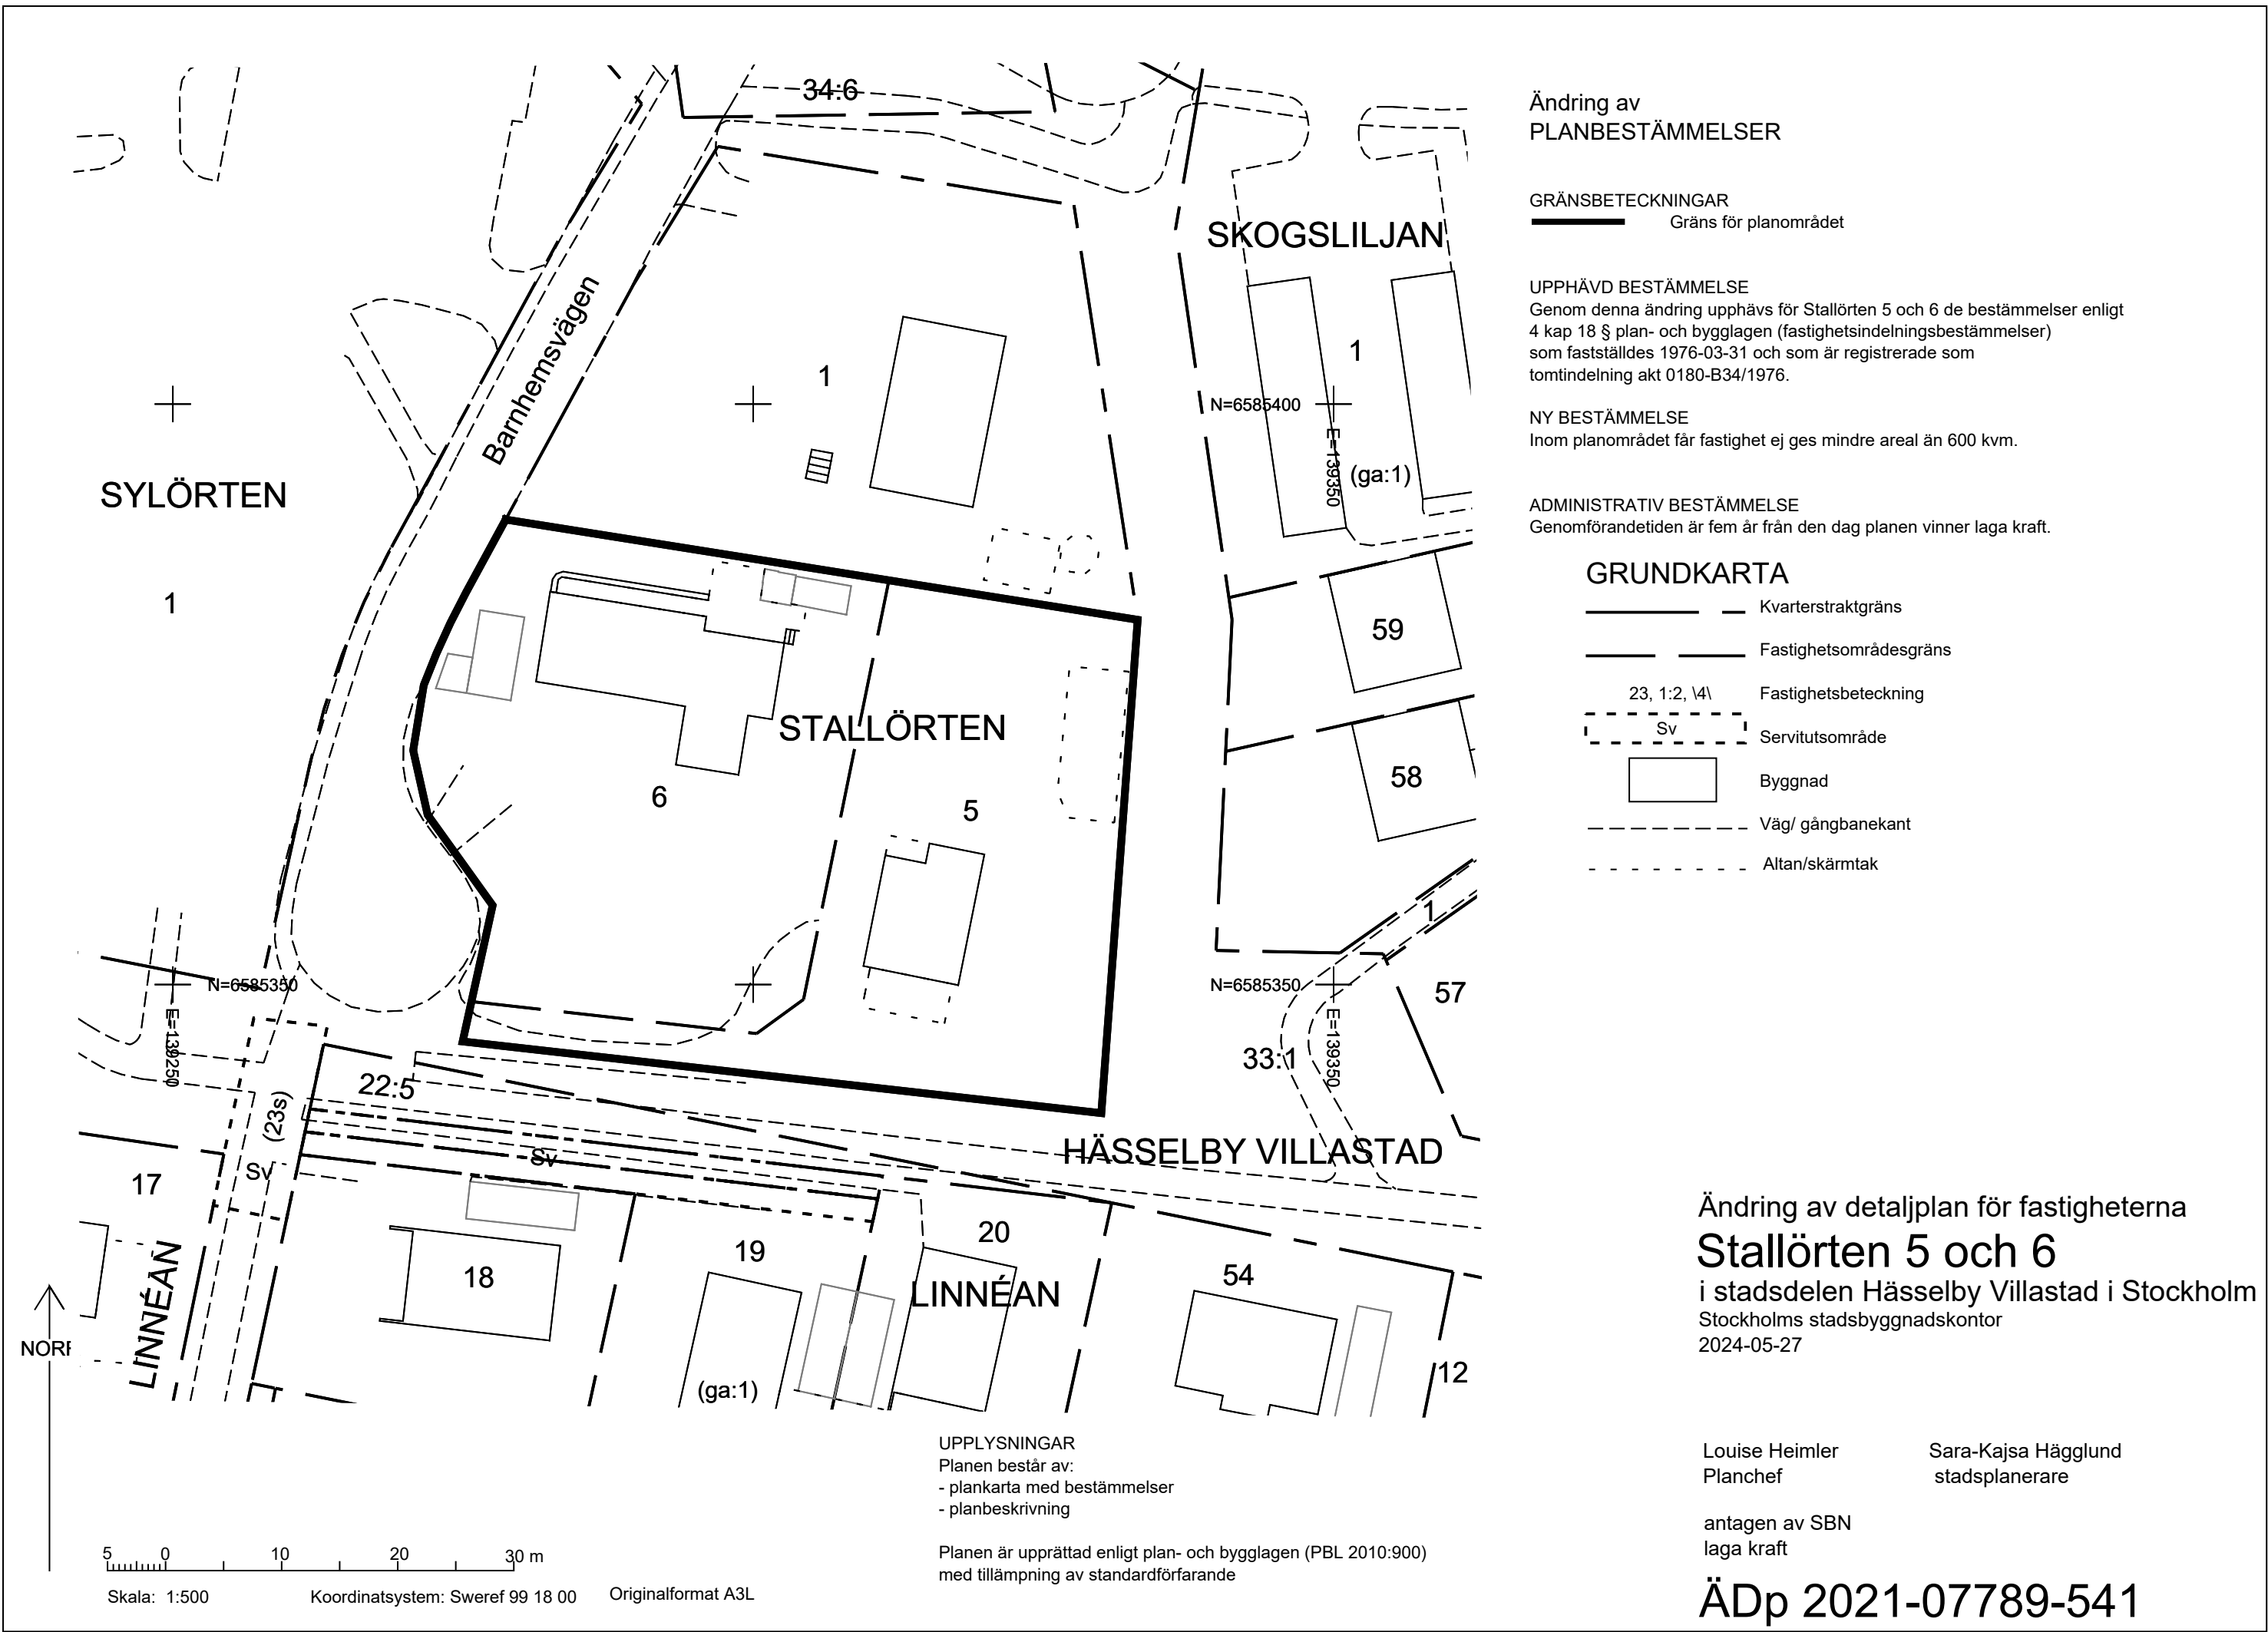 34:6
SKOGSLILJAN
Barnhemsvägen
1
1
N=6585400
E=139350
(ga:1)
SYLÖRTEN
1
59
STALLÖRTEN
6
5
58
1
N=6585350
E=139250
N=6585350
E=139350
57
33:1
22:5
(23s)
Sv
Sv
HÄSSELBY VILLASTAD
17
LINNÉAN
18
19
(ga:1)
20
LINNÉAN
54
12
Ändring av
PLANBESTÄMMELSER
GRÄNSBETECKNINGAR
Gräns för planområdet
UPPHÄVD BESTÄMMELSE
Genom denna ändring upphävs för Stallörten 5 och 6 de bestämmelser enligt
4 kap 18 § plan- och bygglagen (fastighetsindelningsbestämmelser)
som fastställdes 1976-03-31 och som är registrerade som
tomtindelning akt 0180-B34/1976.
NY BESTÄMMELSE
Inom planområdet får fastighet ej ges mindre areal än 600 kvm.
ADMINISTRATIV BESTÄMMELSE
Genomförandetiden är fem år från den dag planen vinner laga kraft.
GRUNDKARTA
Kvarterstraktgräns
Fastighetsområdesgräns
23, 1:2, \4\ Fastighetsbeteckning
Sv Servitutsområde
Byggnad
Väg/ gångbanekant
Altan/skärmtak
Ändring av detaljplan för fastigheterna
Stallörten 5 och 6
i stadsdelen Hässelby Villastad i Stockholm
Stockholms stadsbyggnadskontor
2024-05-27
Louise Heimler Sara-Kajsa Hägglund
Planchef stadsplanerare
antagen av SBN
laga kraft
ÄDp 2021-07789-541
UPPLYSNINGAR
Planen består av:
- plankarta med bestämmelser
- planbeskrivning
Planen är upprättad enligt plan- och bygglagen (PBL 2010:900)
med tillämpning av standardförfarande
5 0 10 20 30 m
Skala: 1:500 Koordinatsystem: Sweref 99 18 00 Originalformat A3L